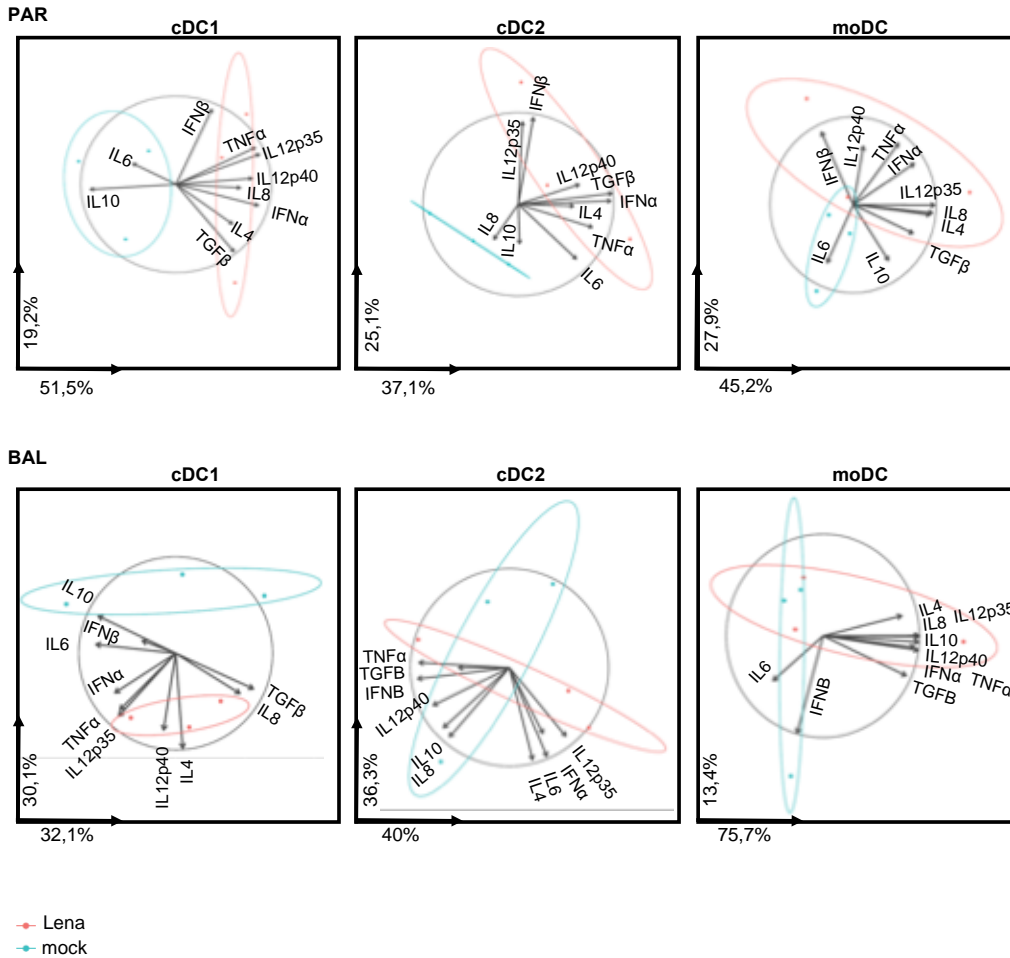 PAR
cDC1
cDC2
moDC
IFNβ
TNFα
IL12p35
IL6
IL12p40
IL8
IL10
IFNα
IL4
TGFβ
19,2%
51,5%
IFNβ
IL12p35
IL12p40
TGFβ
IFNα
IL4
IL8
IL10
TNFα
IL6
25,1%
37,1%
IFNβ
IL12p40
TNFα
IFNα
IL12p35
IL8
IL4
TGFβ
IL6
IL10
27,9%
45,2%
BAL
cDC1
cDC2
moDC
IL10
IFNβ
IL6
IFNα
TGFβ
IL8
TNFα
IL12p35
IL12p40
IL4
30,1%
32,1%
TNFα
TGFB
IFNB
IL12p40
IL10
IL8
IL4
IL6
IFNα
IL12p35
36,3%
40%
IL4
IL12p35
IL8
IL10
IL12p40
IFNα
TNFα
TGFB
IL6
IFNB
13,4%
75,7%
Lena
mock